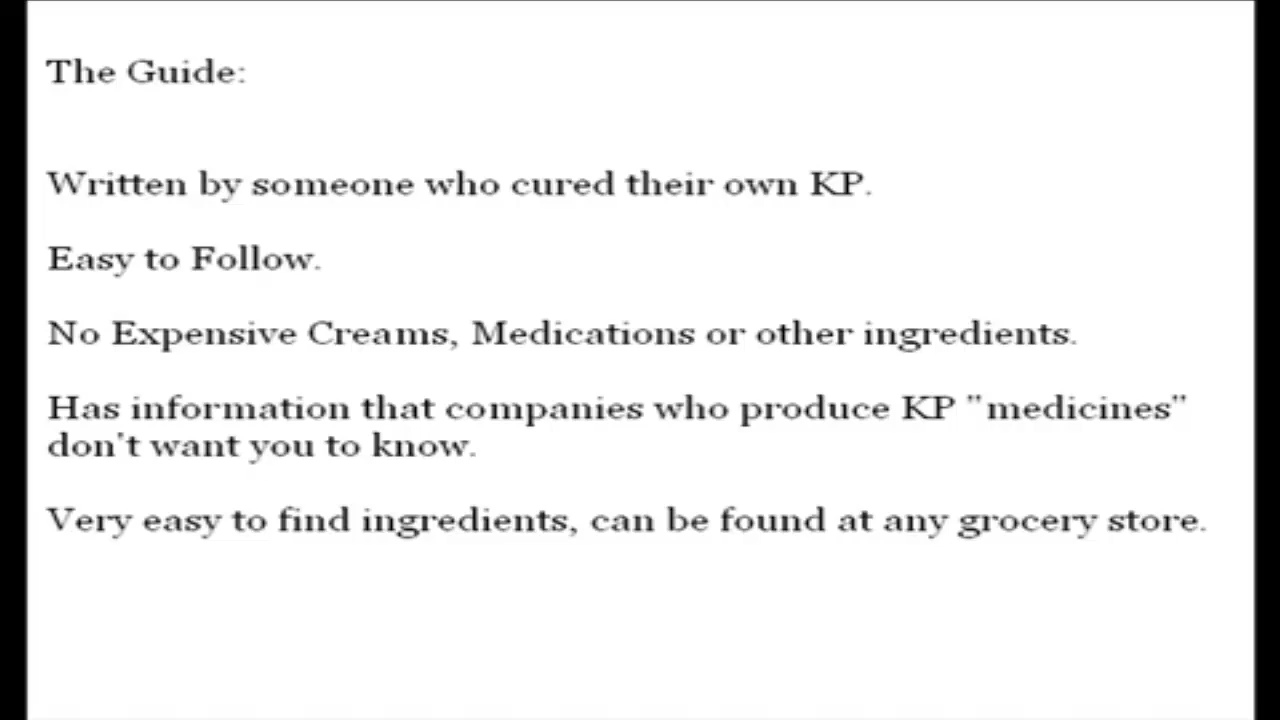 The Guide:
Written by someone who cured their own KP.
Easy to Follow.
No Expensive Creams, Medications or other ingredients.
Has information that companies who produce KP "medicines"
don't want you to know.
Very easy to find ingredients, can be found at any grocery store.